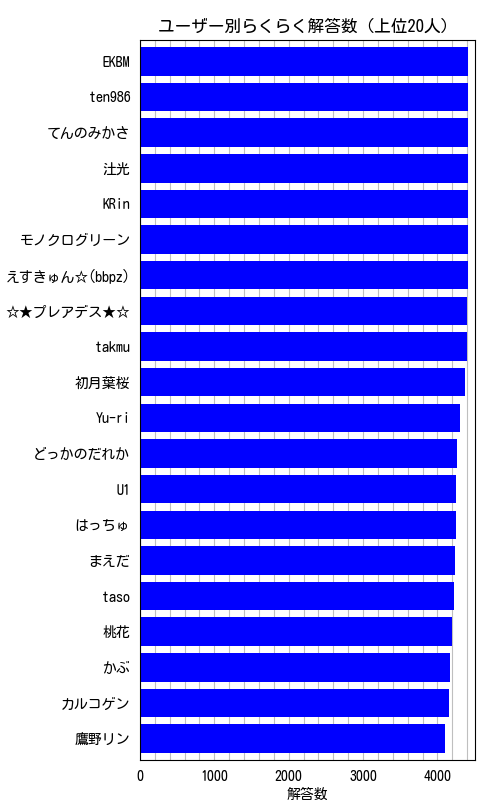 ユーザー別らくらく解答数（上位20人）
EKBM
ten986
てんのみかさ
汢光
KRin
モノクログリーン
えすきゅん☆(bbpz)
☆★プレアデス★☆
takmu
初月葉桜
Yu-ri
どっかのだれか
U1
はっちゅ
まえだ
taso
桃花
かぶ
カルコゲン
鷹野リン
0 1000 2000 3000 4000
解答数